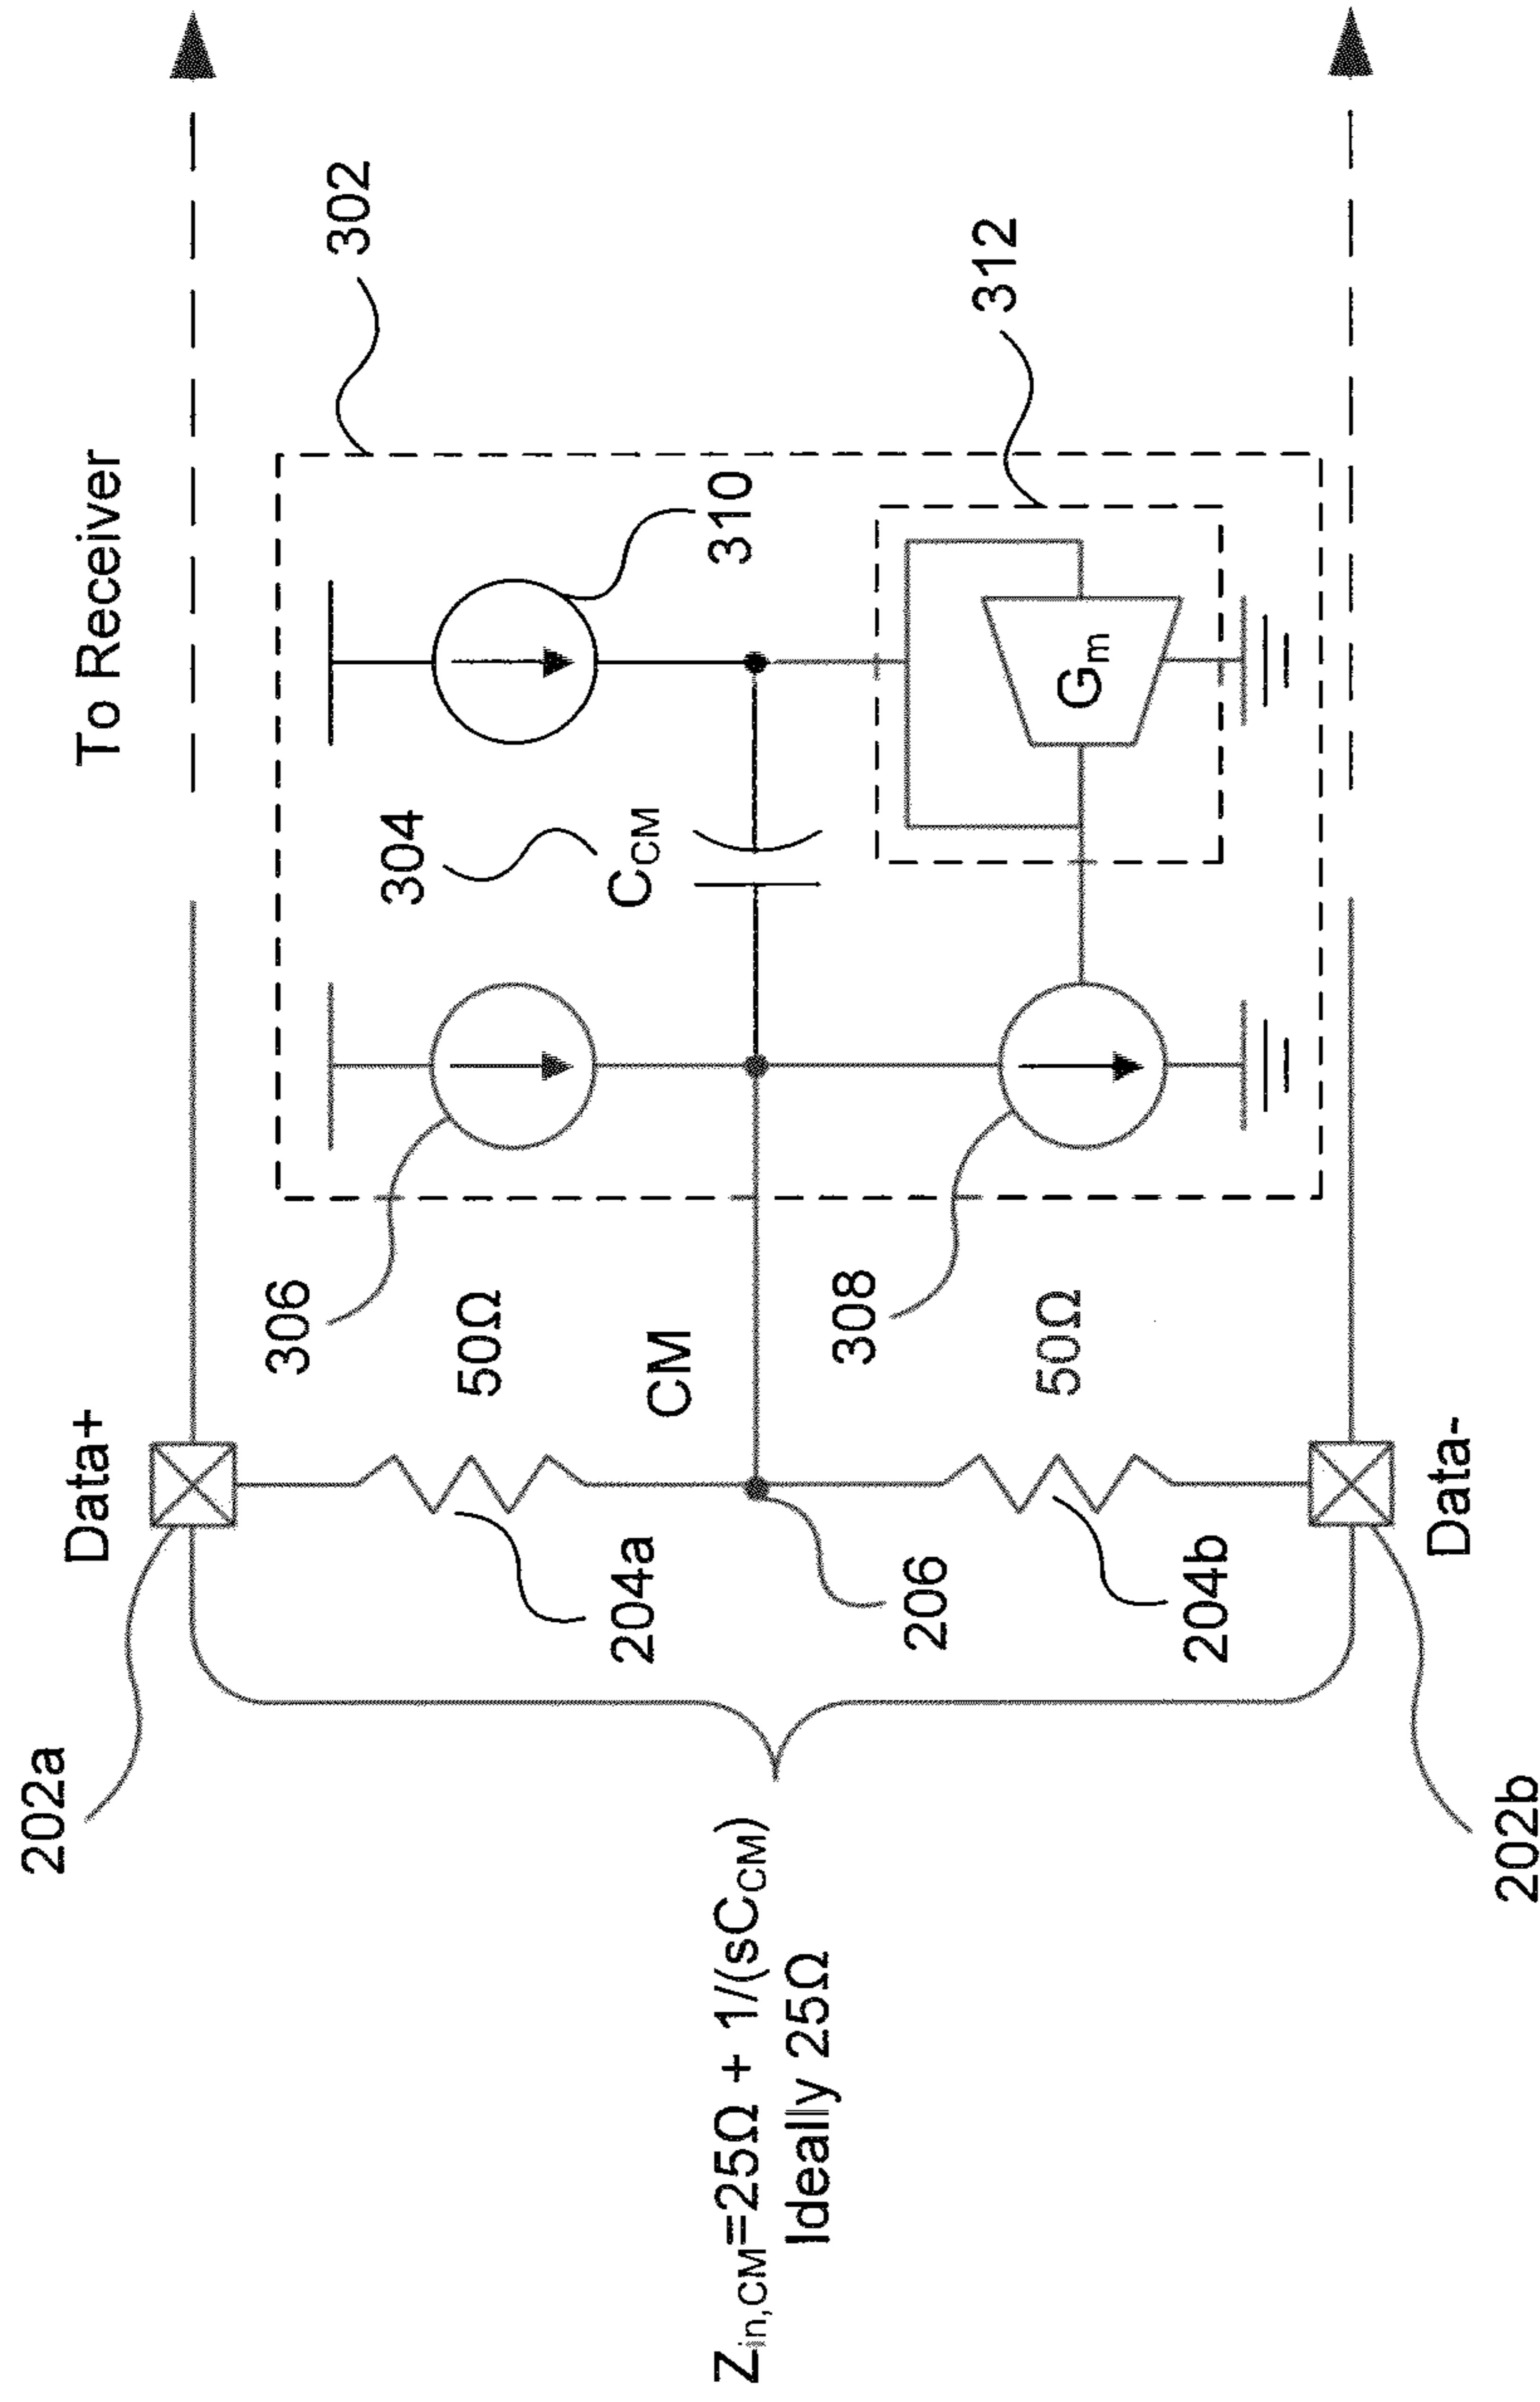 To Receiver
302
304
C_CM
310
312
G_m
Data+
306
50Ω
CM
308
50Ω
Data-
202a
204a
206
204b
202b
Z_in,CM=25Ω + 1/(sC_CM)
Ideally 25Ω